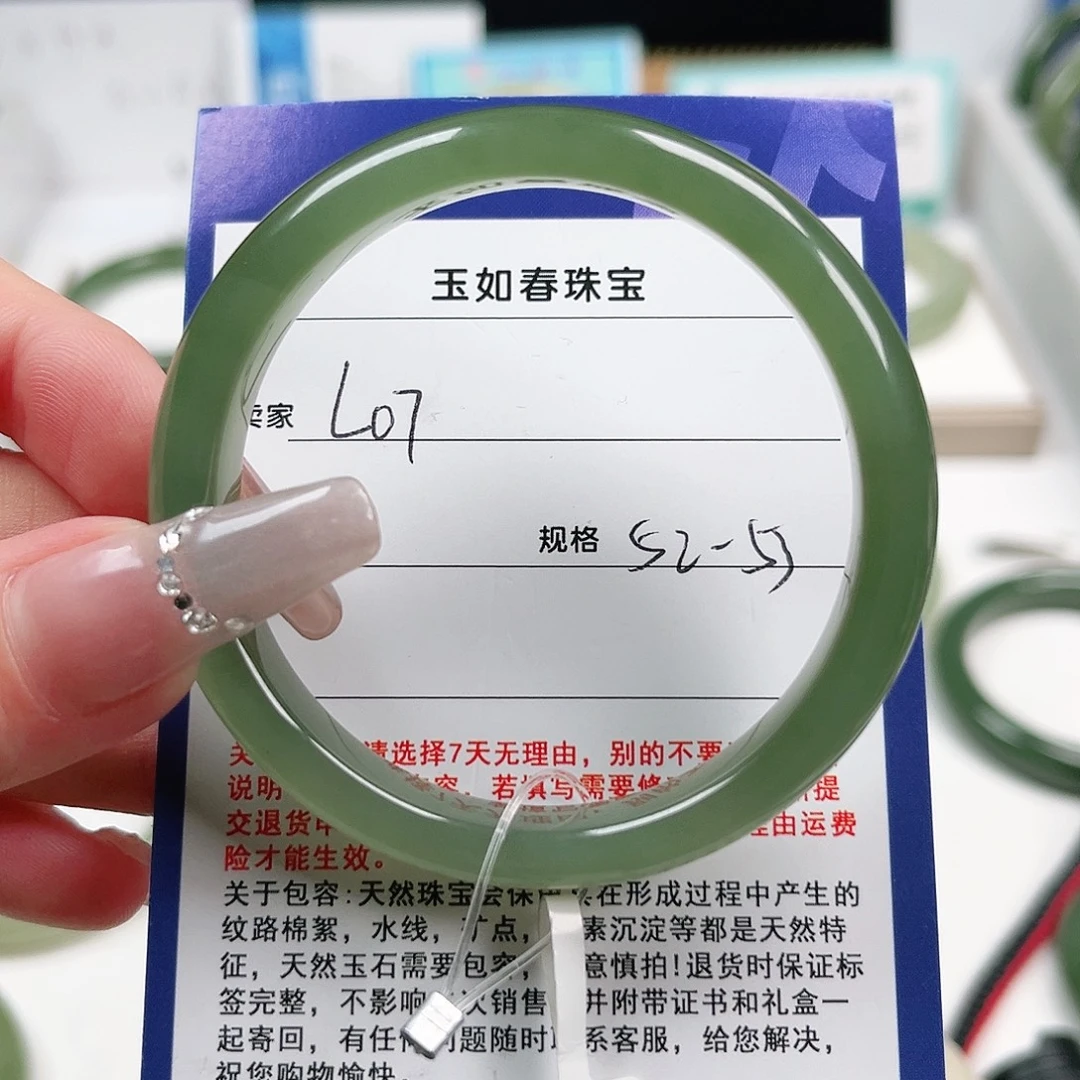 玉如春珠宝
卖家 L07
规格 52-53
请选择7天无理由，别的不要
说明 容。若填写需要修 提
交退货申 由运费
险才能生效。
关于包容：天然珠宝会保 在形成过程中产生的
纹路棉絮，水线，矿点， 素沉淀等都是天然特
征，天然玉石需要包容， 意慎拍！退货时保证标
签完整，不影响 次销售 并附带证书和礼盒一
起寄回，有任何问题随时 系客服，给您解决，
祝您购物愉快。